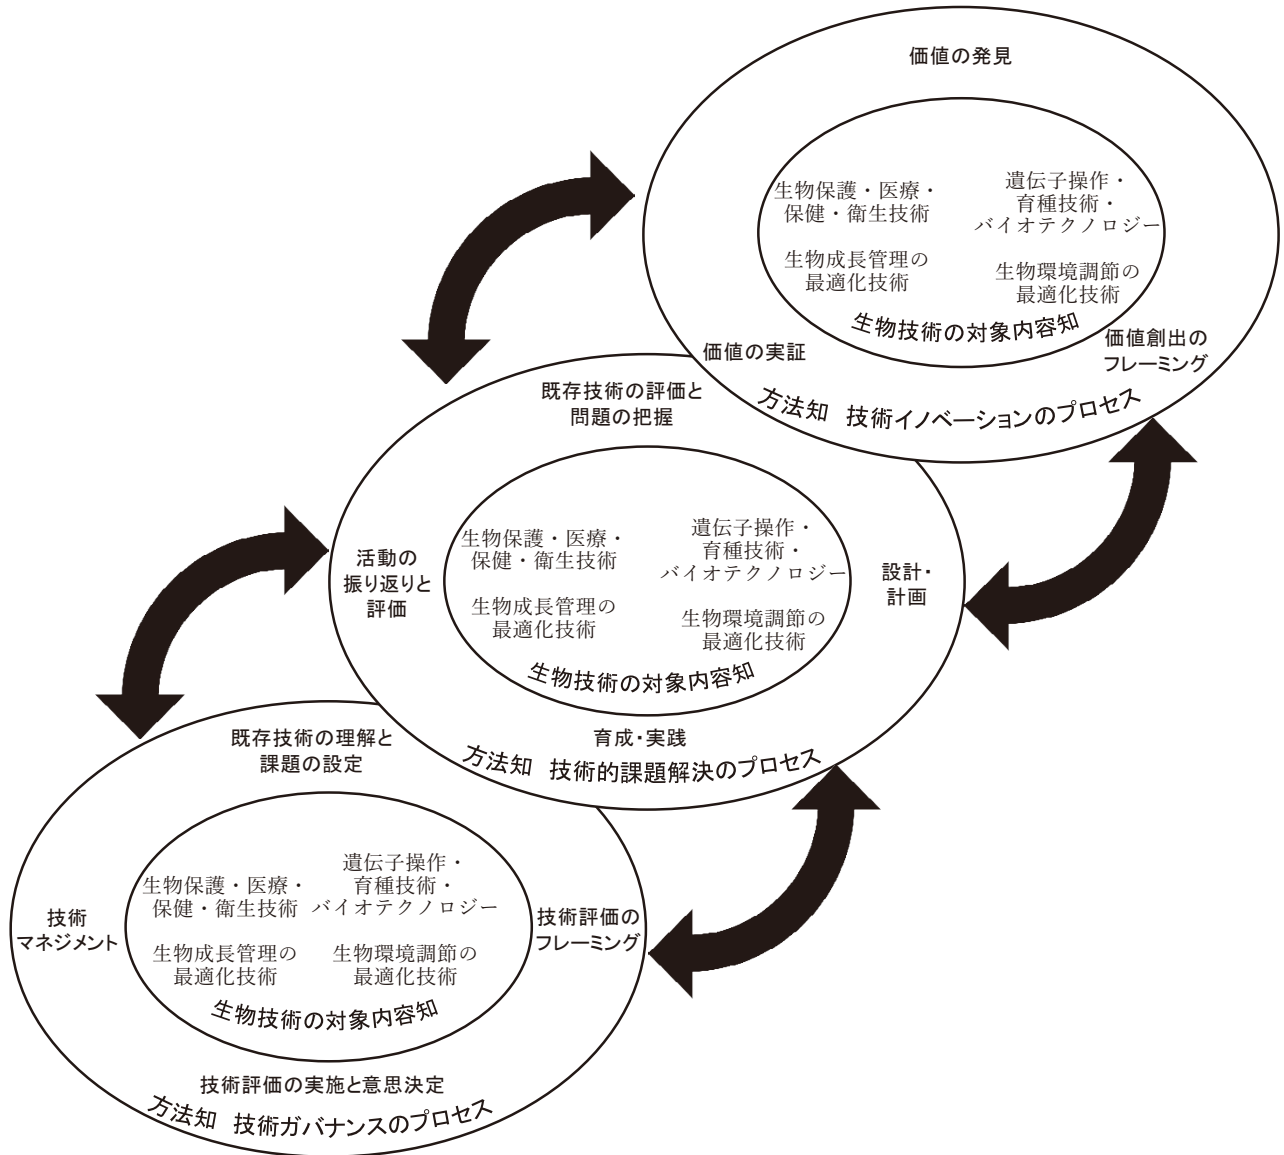 価値の発見
生物保護・医療・
保健・衛生技術
遺伝子操作・
育種技術・
バイオテクノロジー
生物成長管理の
最適化技術
生物環境調節の
最適化技術
生物技術の対象内容知
価値の実証
価値創出の
フレーミング
方法知 技術イノベーションのプロセス
既存技術の評価と
問題の把握
生物保護・医療・
保健・衛生技術
遺伝子操作・
育種技術・
バイオテクノロジー
活動の
振り返りと
評価
設計・
計画
生物成長管理の
最適化技術
生物環境調節の
最適化技術
生物技術の対象内容知
育成・実践
方法知 技術的課題解決のプロセス
既存技術の理解と
課題の設定
生物保護・医療・
保健・衛生技術
遺伝子操作・
育種技術・
バイオテクノロジー
技術
マネジメント
技術評価の
フレーミング
生物成長管理の
最適化技術
生物環境調節の
最適化技術
生物技術の対象内容知
技術評価の実施と意思決定
方法知 技術ガバナンスのプロセス